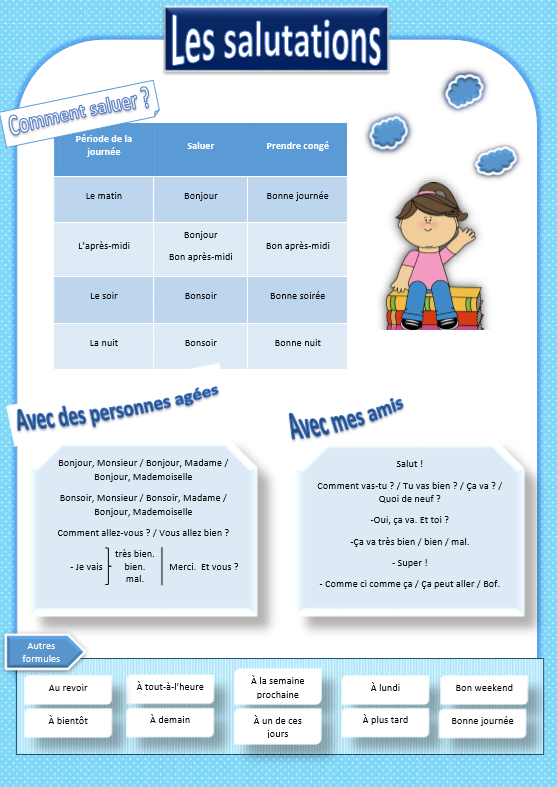 Les salutations
Comment saluer ?
Période de la
journée
Saluer
Prendre congé
Le matin
Bonjour
Bonne journée
L'après-midi
Bonjour
Bon après-midi
Bon après-midi
Le soir
Bonsoir
Bonne soirée
La nuit
Bonsoir
Bonne nuit
Avec des personnes agées
Bonjour, Monsieur / Bonjour, Madame /
Bonjour, Mademoiselle
Bonsoir, Monsieur / Bonsoir, Madame /
Bonjour, Mademoiselle
Comment allez-vous ? / Vous allez bien ?
- Je vais
très bien.
bien.
mal.
Merci. Et vous ?
Avec mes amis
Salut !
Comment vas-tu ? / Tu vas bien ? / Ça va ? /
Quoi de neuf ?
-Oui, ça va. Et toi ?
-Ça va très bien / bien / mal.
- Super !
- Comme ci comme ça / Ça peut aller / Bof.
Autres
formules
Au revoir
À tout-à-l'heure
À la semaine
prochaine
À lundi
Bon weekend
À bientôt
À demain
À un de ces
jours
À plus tard
Bonne journée